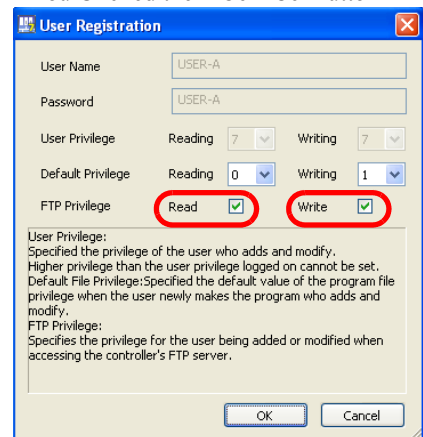 User Registration
User Name USER-A
Password USER-A
User Privilege Reading 7 Writing 7
Default Privilege Reading 0 Writing 1
FTP Privilege Read Write
User Privilege:
Specified the privilege of the user who adds and modify.
Higher privilege than the user privilege logged on cannot be set.
Default File Privilege:Specified the default value of the program file
privilege when the user newly makes the program who adds and
modify.
FTP Privilege:
Specifies the privilege for the user being added or modified when
accessing the controller's FTP server.
OK Cancel